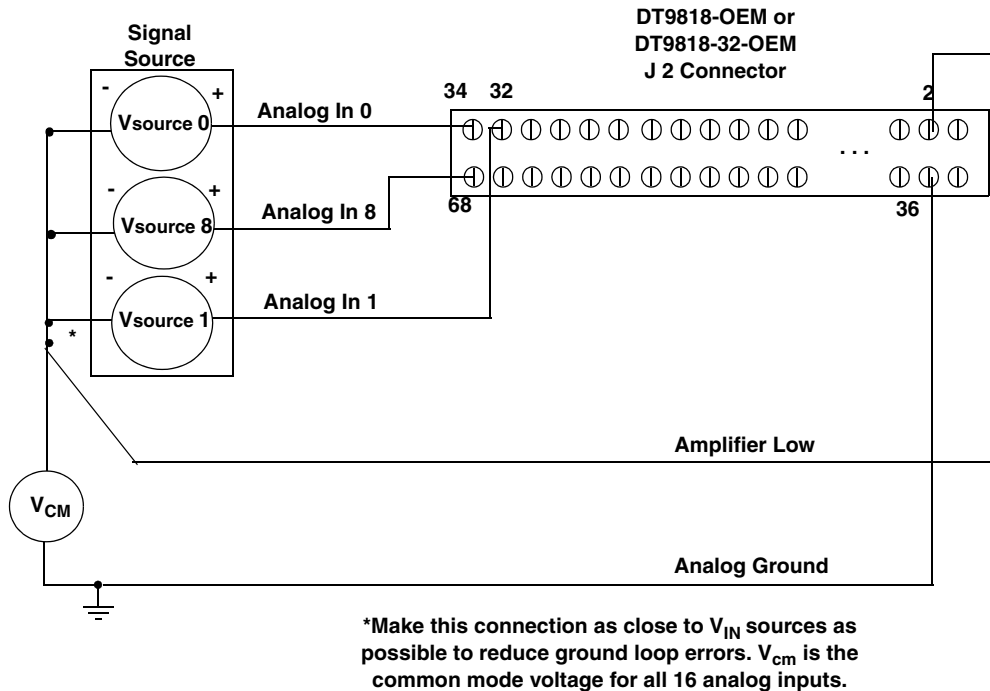 DT9818-OEM or
DT9818-32-OEM
J 2 Connector
Signal
Source
34 32 2
- +
Vsource 0
Analog In 0
. . .
68
36
- +
Vsource 8
Analog In 8
- +
Vsource 1
Analog In 1
*
Amplifier Low
VCM
Analog Ground
*Make this connection as close to VIN sources as
possible to reduce ground loop errors. Vcm is the
common mode voltage for all 16 analog inputs.